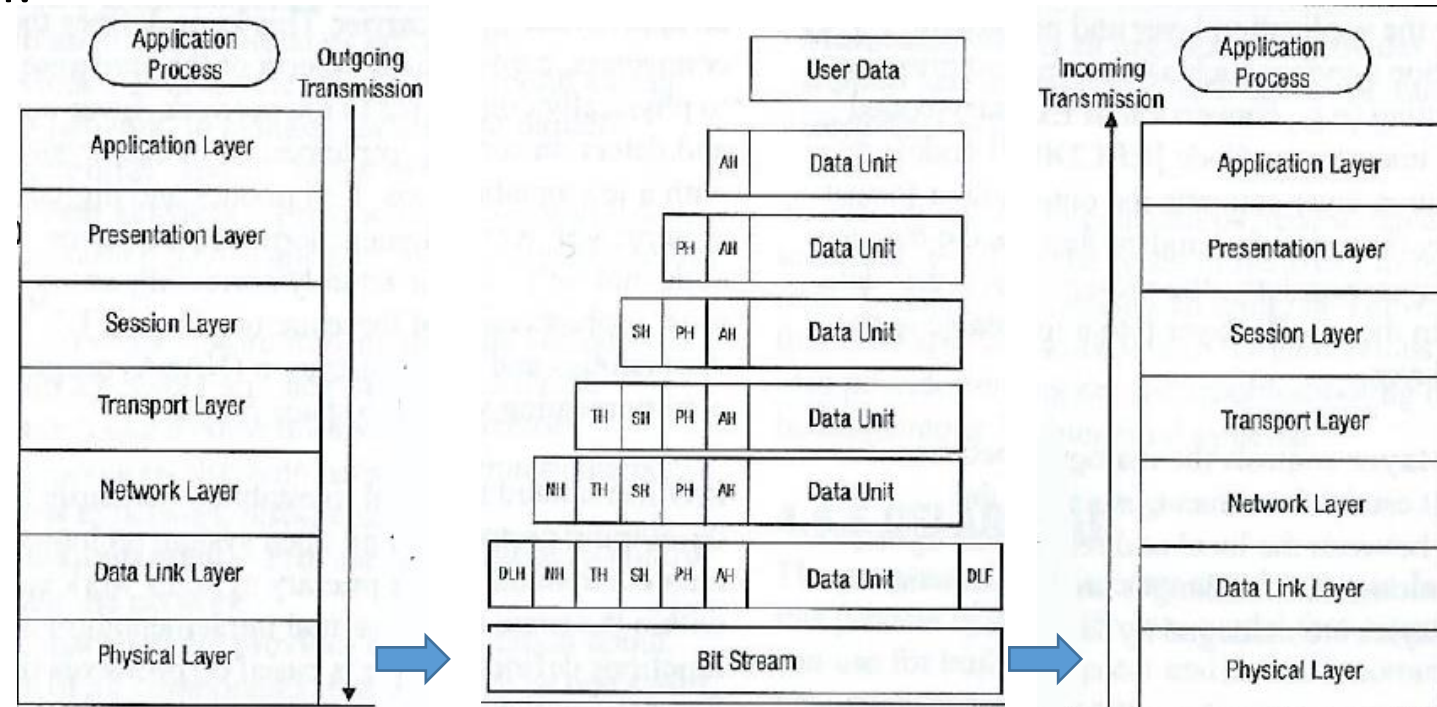 Application
Process
Outgoing
Transmission
Application Layer
Presentation Layer
Session Layer
Transport Layer
Network Layer
Data Link Layer
Physical Layer
User Data
AH Data Unit
PH AH Data Unit
SH PH AH Data Unit
TH SH PH AH Data Unit
NH TH SH PH AH Data Unit
DLH NH TH SH PH AH Data Unit DLF
Bit Stream
Incoming
Transmission
Application
Process
Application Layer
Presentation Layer
Session Layer
Transport Layer
Network Layer
Data Link Layer
Physical Layer